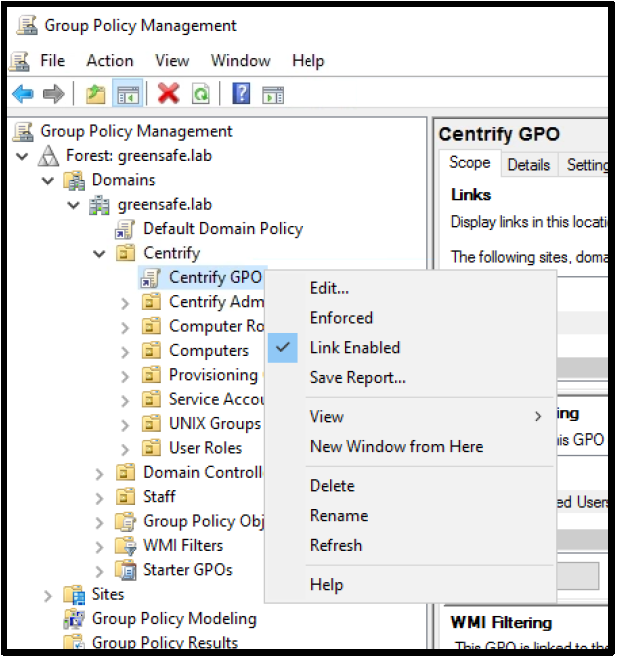 Group Policy Management
File Action View Window Help
Group Policy Management
Forest: greensafe.lab
Domains
greensafe.lab
Default Domain Policy
Centrify
Centrify GPO
Centrify Adm
Computer Ro
Computers
Provisioning
Service Accou
UNIX Groups
User Roles
Domain Controll
Staff
Group Policy Obj
WMI Filters
Starter GPOs
Sites
Group Policy Modeling
Group Policy Results
Edit...
Enforced
Link Enabled
Save Report...
View
New Window from Here
Delete
Rename
Refresh
Help
Centrify GPO
Scope Details Setting
Links
Display links in this locati
The following sites, doma
ing
is GPO
ed Users
WMI Filtering
This GPO is linked to the